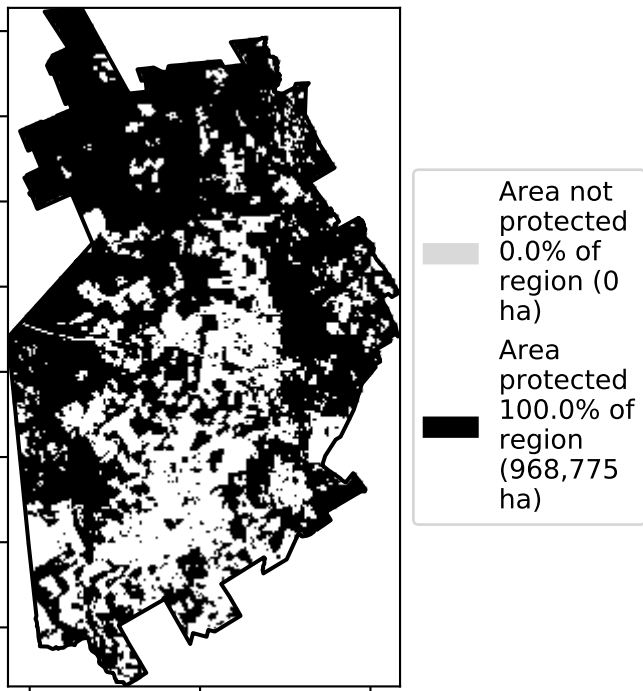 Area not
protected
0.0% of
region (0
ha)
Area
protected
100.0% of
region
(968,775
ha)